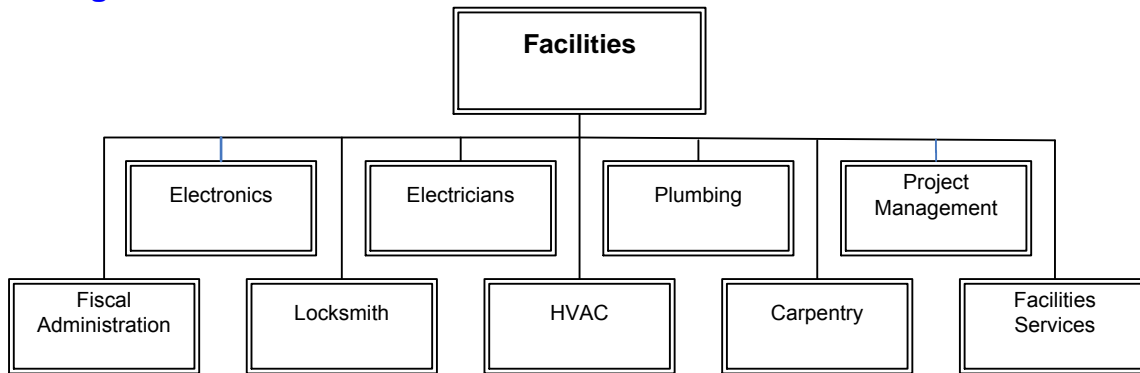 Facilities
Electronics
Electricians
Plumbing
Project
Management
Fiscal
Administration
Locksmith
HVAC
Carpentry
Facilities
Services